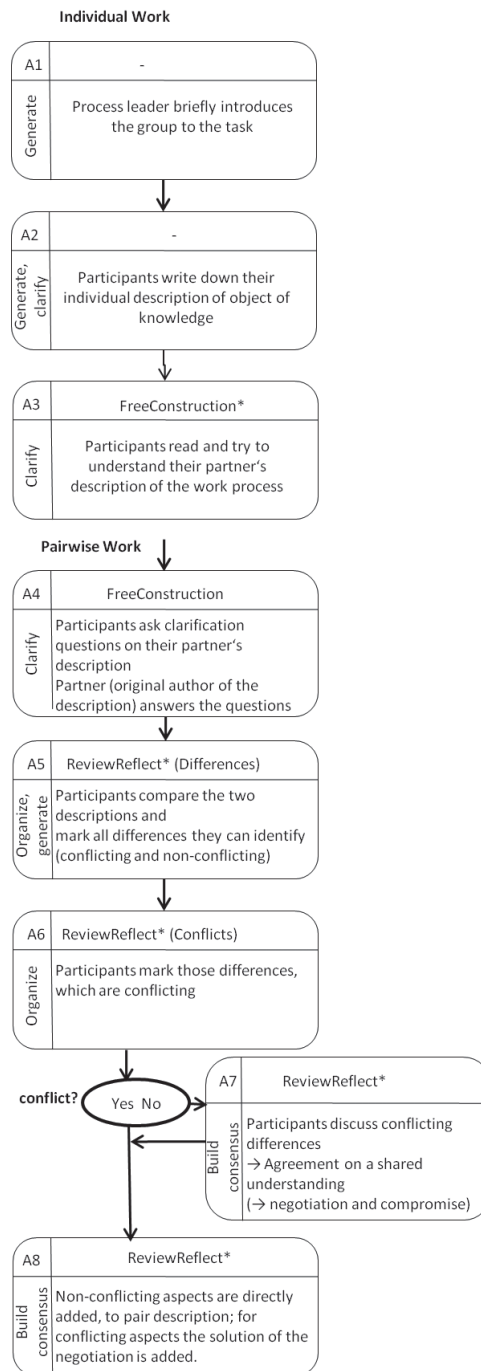 Individual Work
A1
-
Generate
Process leader briefly introduces
the group to the task
A2
-
Generate,
clarify
Participants write down their
individual description of object of
knowledge
A3
FreeConstruction*
Clarify
Participants read and try to
understand their partner‘s
description of the work process
Pairwise Work
A4
FreeConstruction
Clarify
Participants ask clarification
questions on their partner‘s
description
Partner (original author of the
description) answers the questions
A5
ReviewReflect* (Differences)
Organize,
generate
Participants compare the two
descriptions and
mark all differences they can identify
(conflicting and non-conflicting)
A6
ReviewReflect* (Conflicts)
Organize
Participants mark those differences,
which are conflicting
conflict?
Yes No
A7
ReviewReflect*
Build
consensus
Participants discuss conflicting
differences
→ Agreement on a shared
understanding
(→ negotiation and compromise)
A8
ReviewReflect*
Build
consensus
Non-conflicting aspects are directly
added, to pair description; for
conflicting aspects the solution of the
negotiation is added.